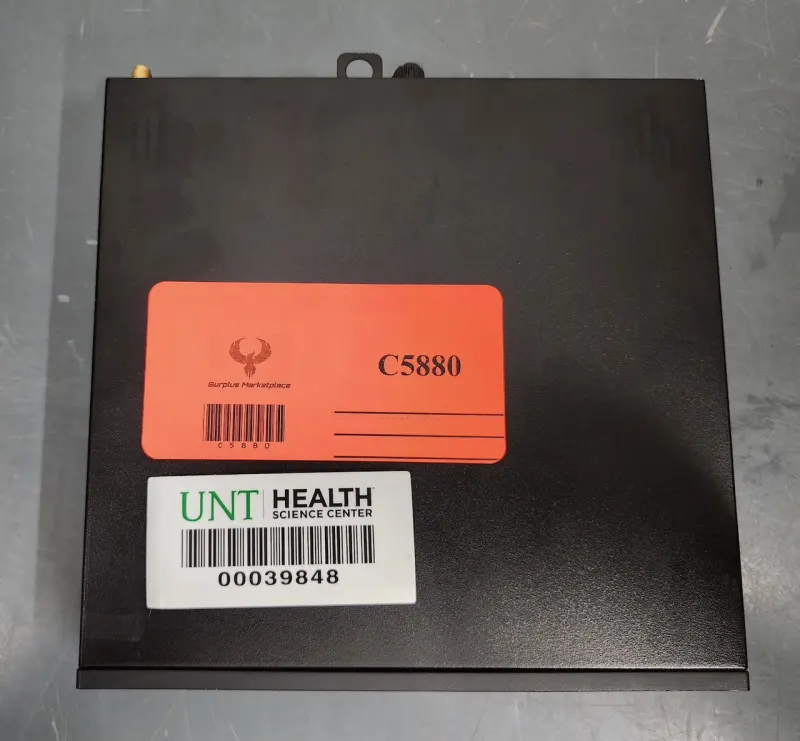 C5880
Surplus Marketplace
C5880
UNT HEALTH
SCIENCE CENTER
00039848